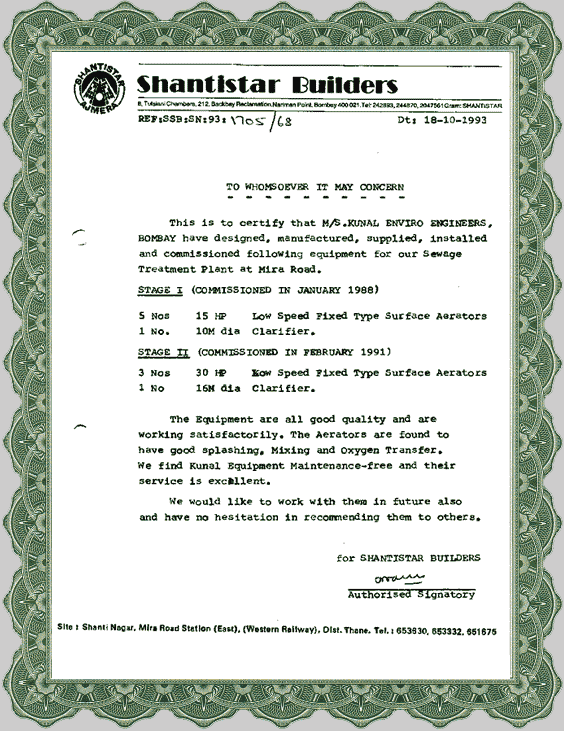 SHANTISTAR
AJMERA
Shantistar Builders
8, Tulsiani Chambers, 212, Backbay Reclamation, Nariman Point, Bombay 400 021. Tel: 242893, 244870, 2047561 Gram: SHANTISTAR
REF:SSB:SN:93: 1705/68 Dt: 18-10-1993
TO WHOMSOEVER IT MAY CONCERN
This is to certify that M/S.KUNAL ENVIRO ENGINEERS,
BOMBAY have designed, manufactured, supplied, installed
and commissioned following equipment for our Sewage
Treatment Plant at Mira Road.
STAGE I (COMMISSIONED IN JANUARY 1988)
5 Nos 15 HP Low Speed Fixed Type Surface Aerators
1 No. 10M dia Clarifier.
STAGE II (COMMISSIONED IN FEBRUARY 1991)
3 Nos 30 HP Low Speed Fixed Type Surface Aerators
1 No 16M dia Clarifier.
The Equipment are all good quality and are
working satisfactorily. The Aerators are found to
have good splashing, Mixing and Oxygen Transfer.
We find Kunal Equipment Maintenance-free and their
service is excellent.
We would like to work with them in future also
and have no hesitation in recommending them to others.
for SHANTISTAR BUILDERS
Authorised Signatory
Site : Shanti Nagar, Mira Road Station (East), (Western Railway), Dist. Thane. Tel. : 653630, 653332, 651675